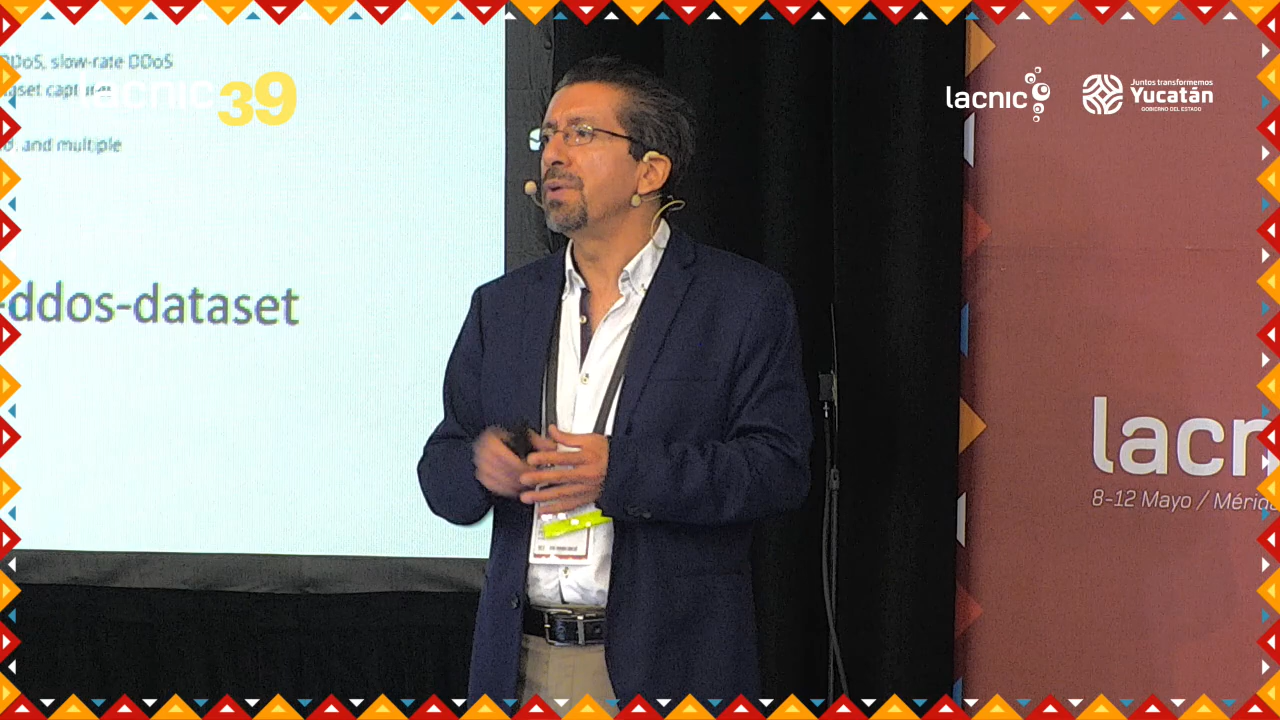 DDoS, slow-rate DDoS
and multiple
-ddos-dataset
lacnic39
lacnic
Juntos transformemos
Yucatán
GOBIERNO DEL ESTADO
lacn
8-12 Mayo / Mérida